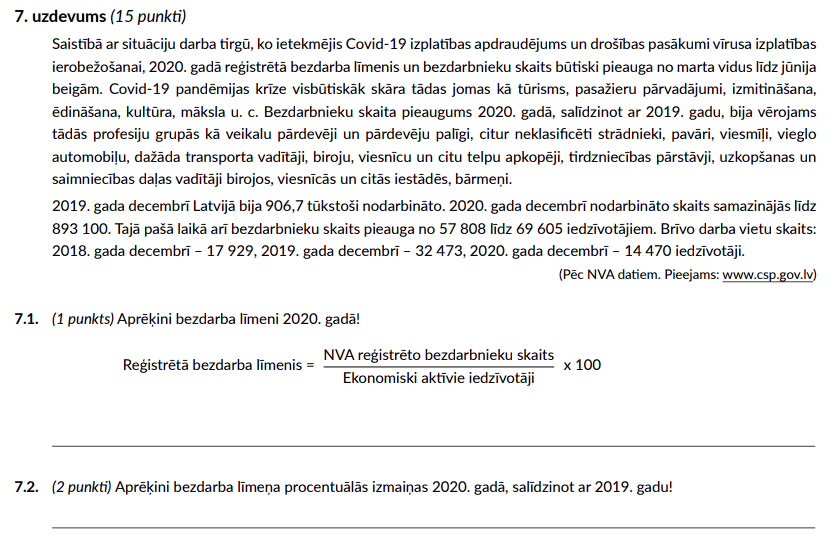 7. uzdevums (15 punkti)
Saistībā ar situāciju darba tirgū, ko ietekmējis Covid-19 izplatības apdraudējums un drošības pasākumi vīrusa izplatības
ierobežošanai, 2020. gadā reģistrētā bezdarba līmenis un bezdarbnieku skaits būtiski pieauga no marta vidus līdz jūnija
beigām. Covid-19 pandēmijas krīze visbūtiskāk skāra tādas jomas kā tūrisms, pasažieru pārvadājumi, izmitināšana,
ēdināšana, kultūra, māksla u. c. Bezdarbnieku skaita pieaugums 2020. gadā, salīdzinot ar 2019. gadu, bija vērojams
tādās profesiju grupās kā veikalu pārdevēji un pārdevēju palīgi, citur neklasificēti strādnieki, pavāri, viesmīļi, vieglo
automobiļu, dažāda transporta vadītāji, biroju, viesnīcu un citu telpu apkopēji, tirdzniecības pārstāvji, uzkopšanas un
saimniecības daļas vadītāji birojos, viesnīcās un citās iestādēs, bārmeņi.
2019. gada decembrī Latvijā bija 906,7 tūkstoši nodarbināto. 2020. gada decembrī nodarbināto skaits samazinājās līdz
893 100. Tajā pašā laikā arī bezdarbnieku skaits pieauga no 57 808 līdz 69 605 iedzīvotājiem. Brīvo darba vietu skaits:
2018. gada decembrī – 17 929, 2019. gada decembrī – 32 473, 2020. gada decembrī – 14 470 iedzīvotāji.
(Pēc NVA datiem. Pieejams: www.csp.gov.lv)
7.1. (1 punkts) Aprēķini bezdarba līmeni 2020. gadā!
Reģistrētā bezdarba līmenis = NVA reģistrēto bezdarbnieku skaits
Ekonomiski aktīvie iedzīvotāji x 100
7.2. (2 punkti) Aprēķini bezdarba līmeņa procentuālās izmaiņas 2020. gadā, salīdzinot ar 2019. gadu!